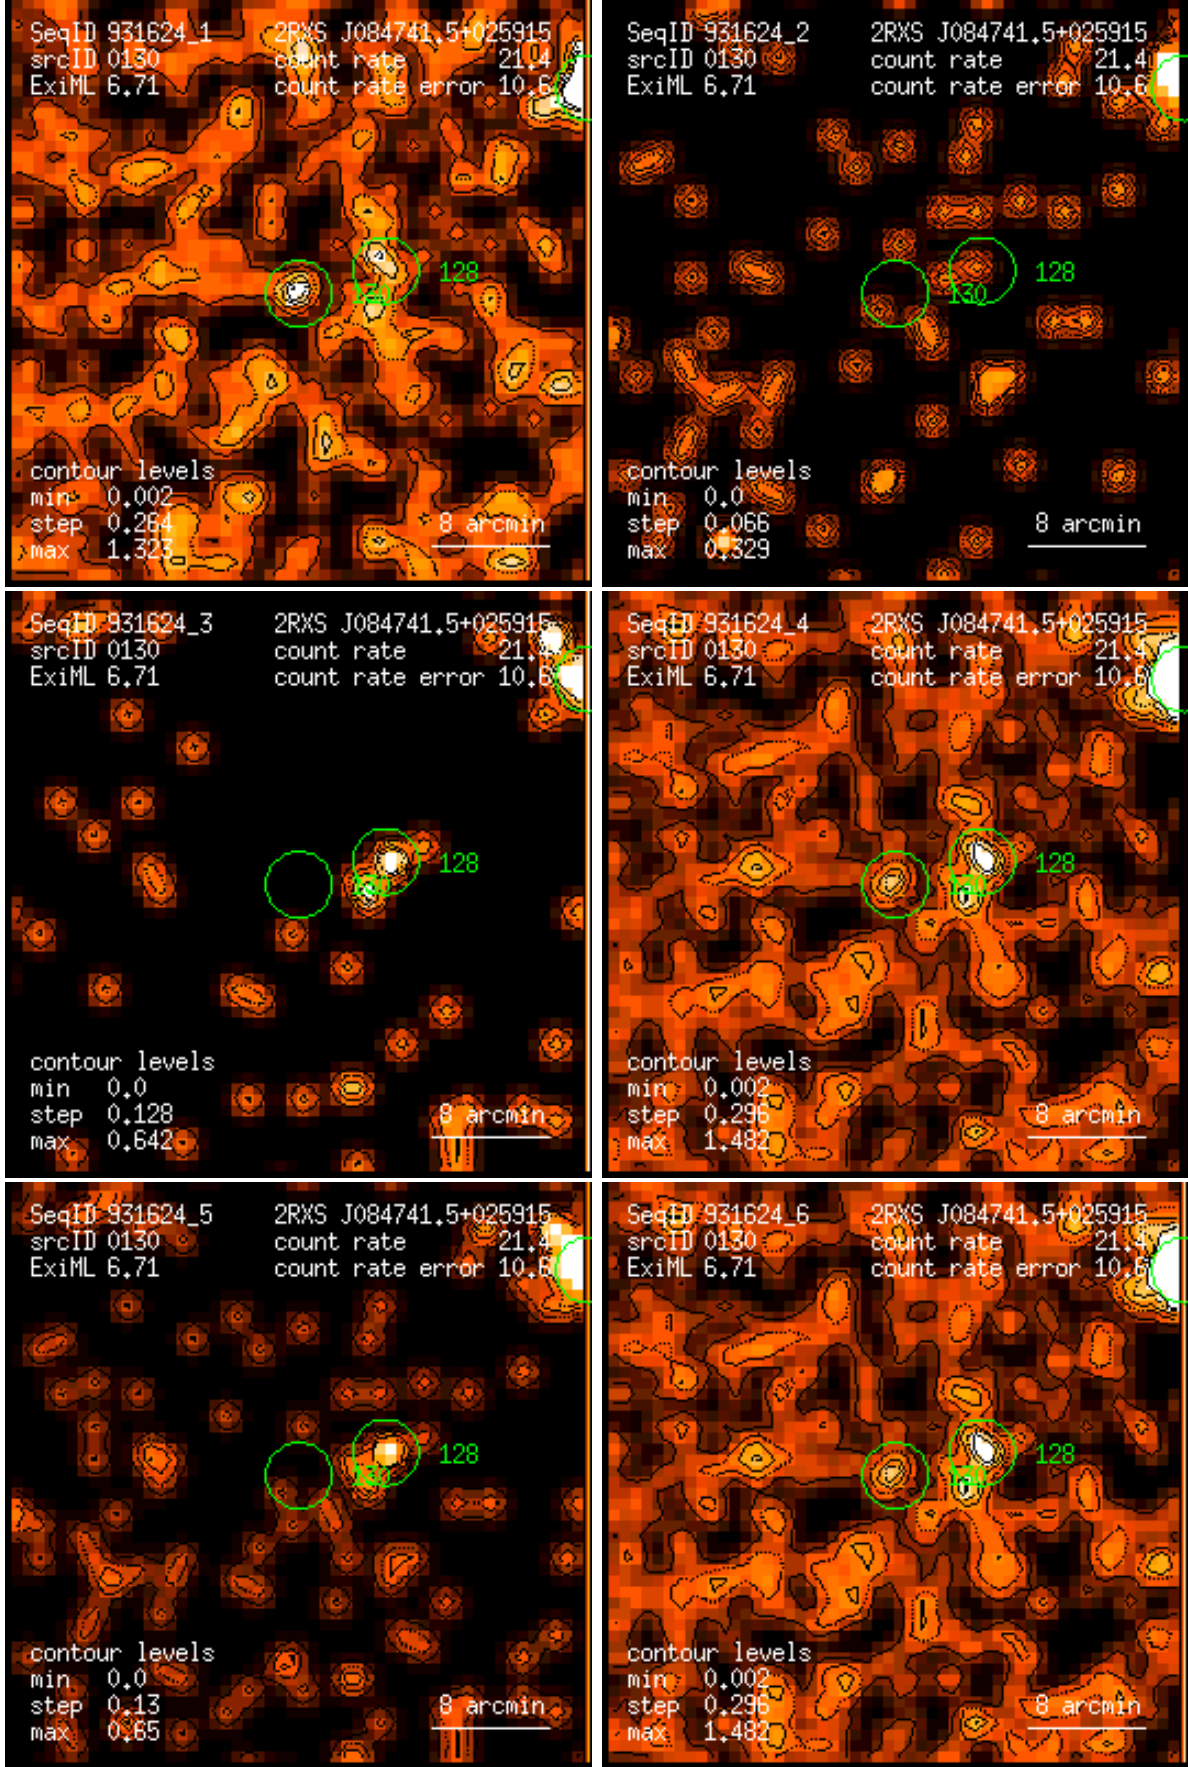 SeqID 931624_1 2RXS J084741.5+025915
srcID 0130 count rate 21.4
ExiML 6.71 count rate error 10.6
128
130
contour levels
min 0.002
step 0.264
max 1.323
8 arcmin
SeqID 931624_2 2RXS J084741.5+025915
srcID 0130 count rate 21.4
ExiML 6.71 count rate error 10.6
128
130
contour levels
min 0.0
step 0.066
max 0.329
8 arcmin
SeqID 931624_3 2RXS J084741.5+025915
srcID 0130 count rate 21.4
ExiML 6.71 count rate error 10.6
128
130
contour levels
min 0.0
step 0.128
max 0.642
8 arcmin
SeqID 931624_4 2RXS J084741.5+025915
srcID 0130 count rate 21.4
ExiML 6.71 count rate error 10.6
128
130
contour levels
min 0.002
step 0.296
max 1.482
8 arcmin
SeqID 931624_5 2RXS J084741.5+025915
srcID 0130 count rate 21.4
ExiML 6.71 count rate error 10.6
128
130
contour levels
min 0.0
step 0.13
max 0.65
8 arcmin
SeqID 931624_6 2RXS J084741.5+025915
srcID 0130 count rate 21.4
ExiML 6.71 count rate error 10.6
128
130
contour levels
min 0.002
step 0.296
max 1.482
8 arcmin